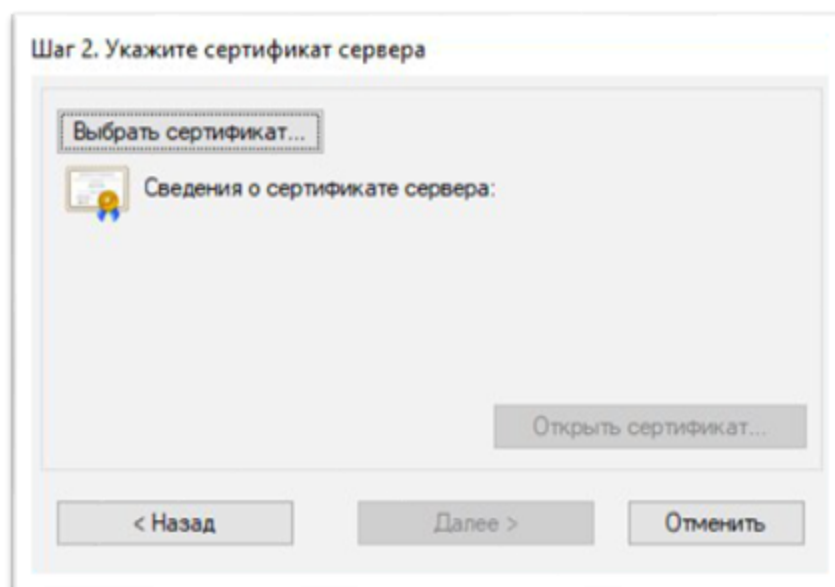 Шаг 2. Укажите сертификат сервера
Выбрать сертификат...
Сведения о сертификате сервера:
Открыть сертификат...
< Назад
Далее >
Отменить